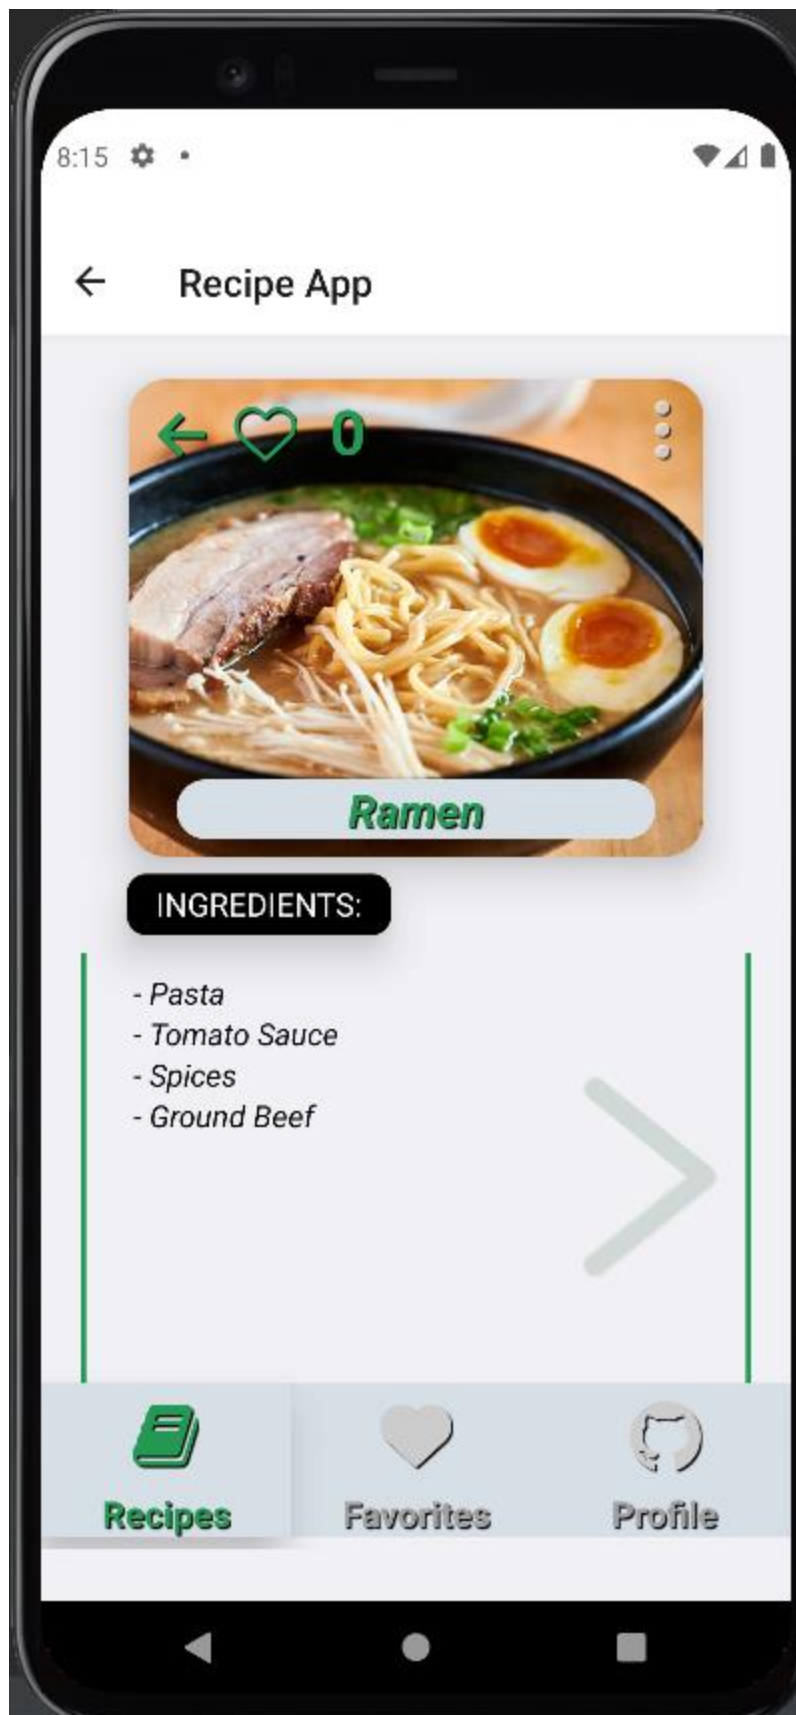 8:15
Recipe App
0
Ramen
INGREDIENTS:
- Pasta
- Tomato Sauce
- Spices
- Ground Beef
Recipes
Favorites
Profile